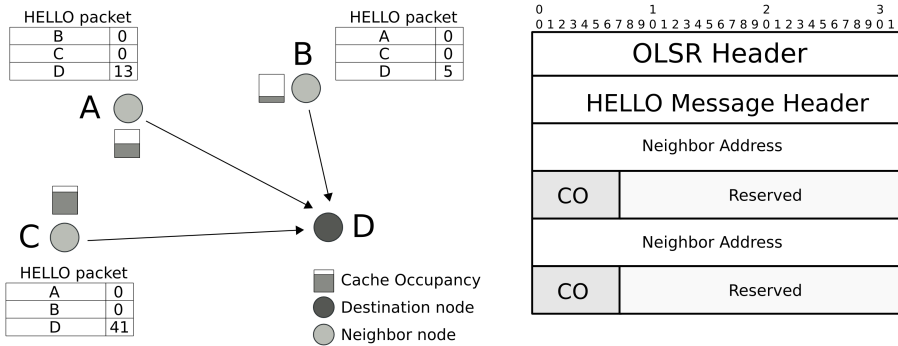 HELLO packet
B 0
C 0
D 13
A
HELLO packet
A 0
C 0
D 5
B
C
D
HELLO packet
A 0
B 0
D 41
Cache Occupancy
Destination node
Neighbor node
0 1 2 3
0 1 2 3 4 5 6 7 8 9 0 1 2 3 4 5 6 7 8 9 0 1 2 3 4 5 6 7 8 9 0 1
OLSR Header
HELLO Message Header
Neighbor Address
CO Reserved
Neighbor Address
CO Reserved